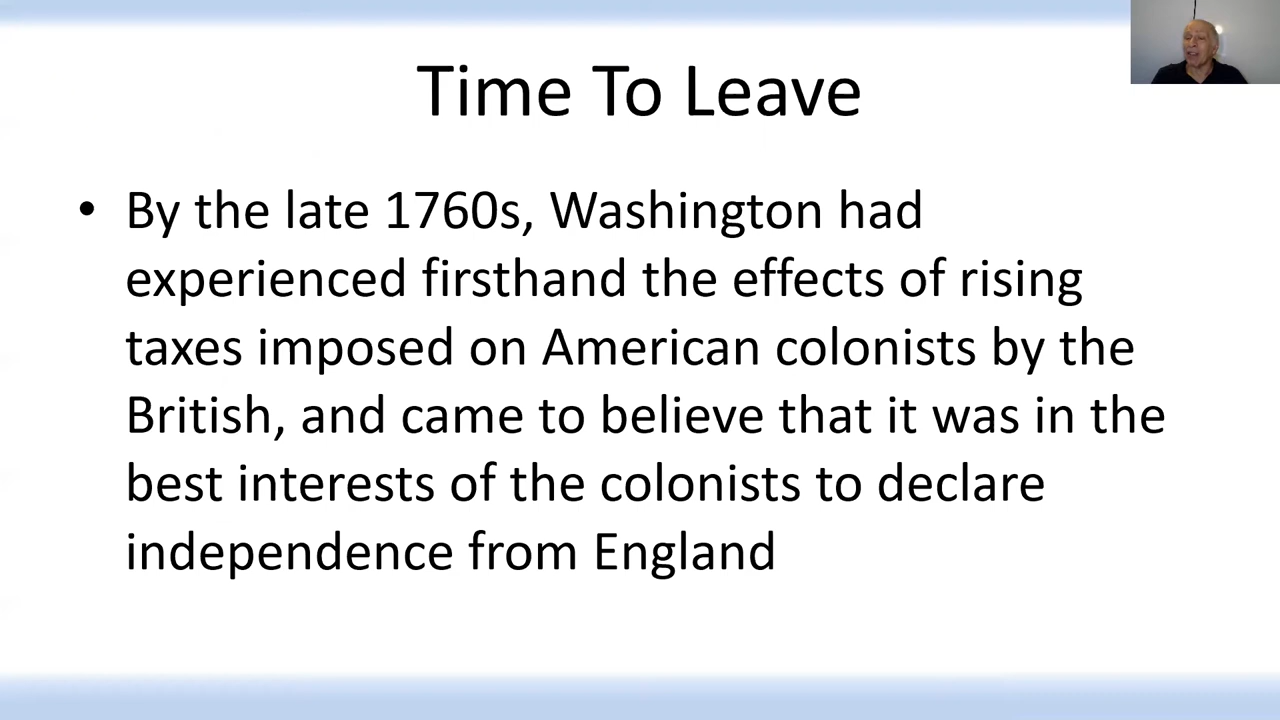 Time To Leave
• By the late 1760s, Washington had
experienced firsthand the effects of rising
taxes imposed on American colonists by the
British, and came to believe that it was in the
best interests of the colonists to declare
independence from England